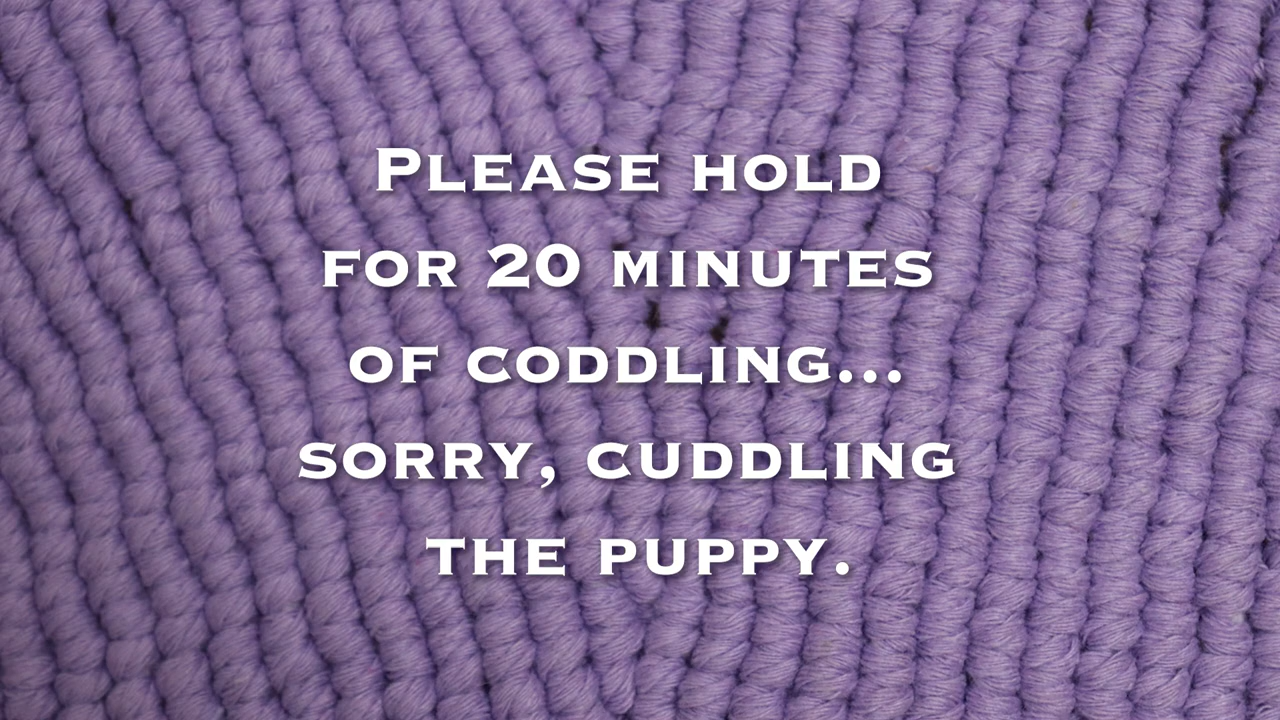 Please hold
for 20 minutes
of coddling...
sorry, cuddling
the puppy.